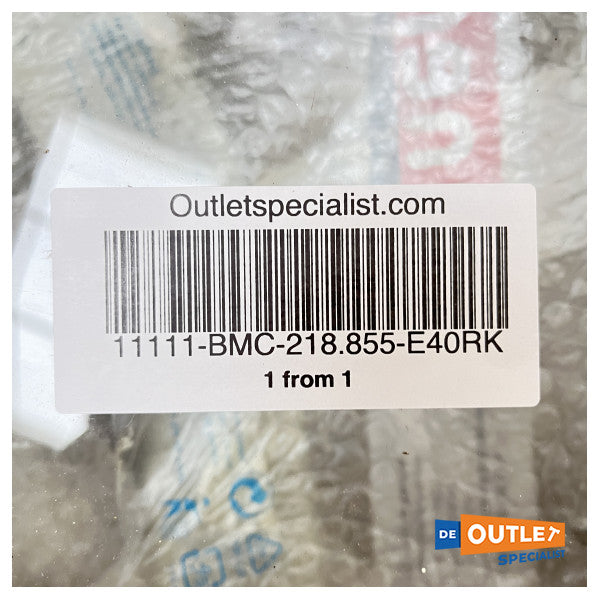 Outletspecialist.com
11111-BMC-218.855-E40RK
1 from 1
DE OUTLET
SPECIALIST